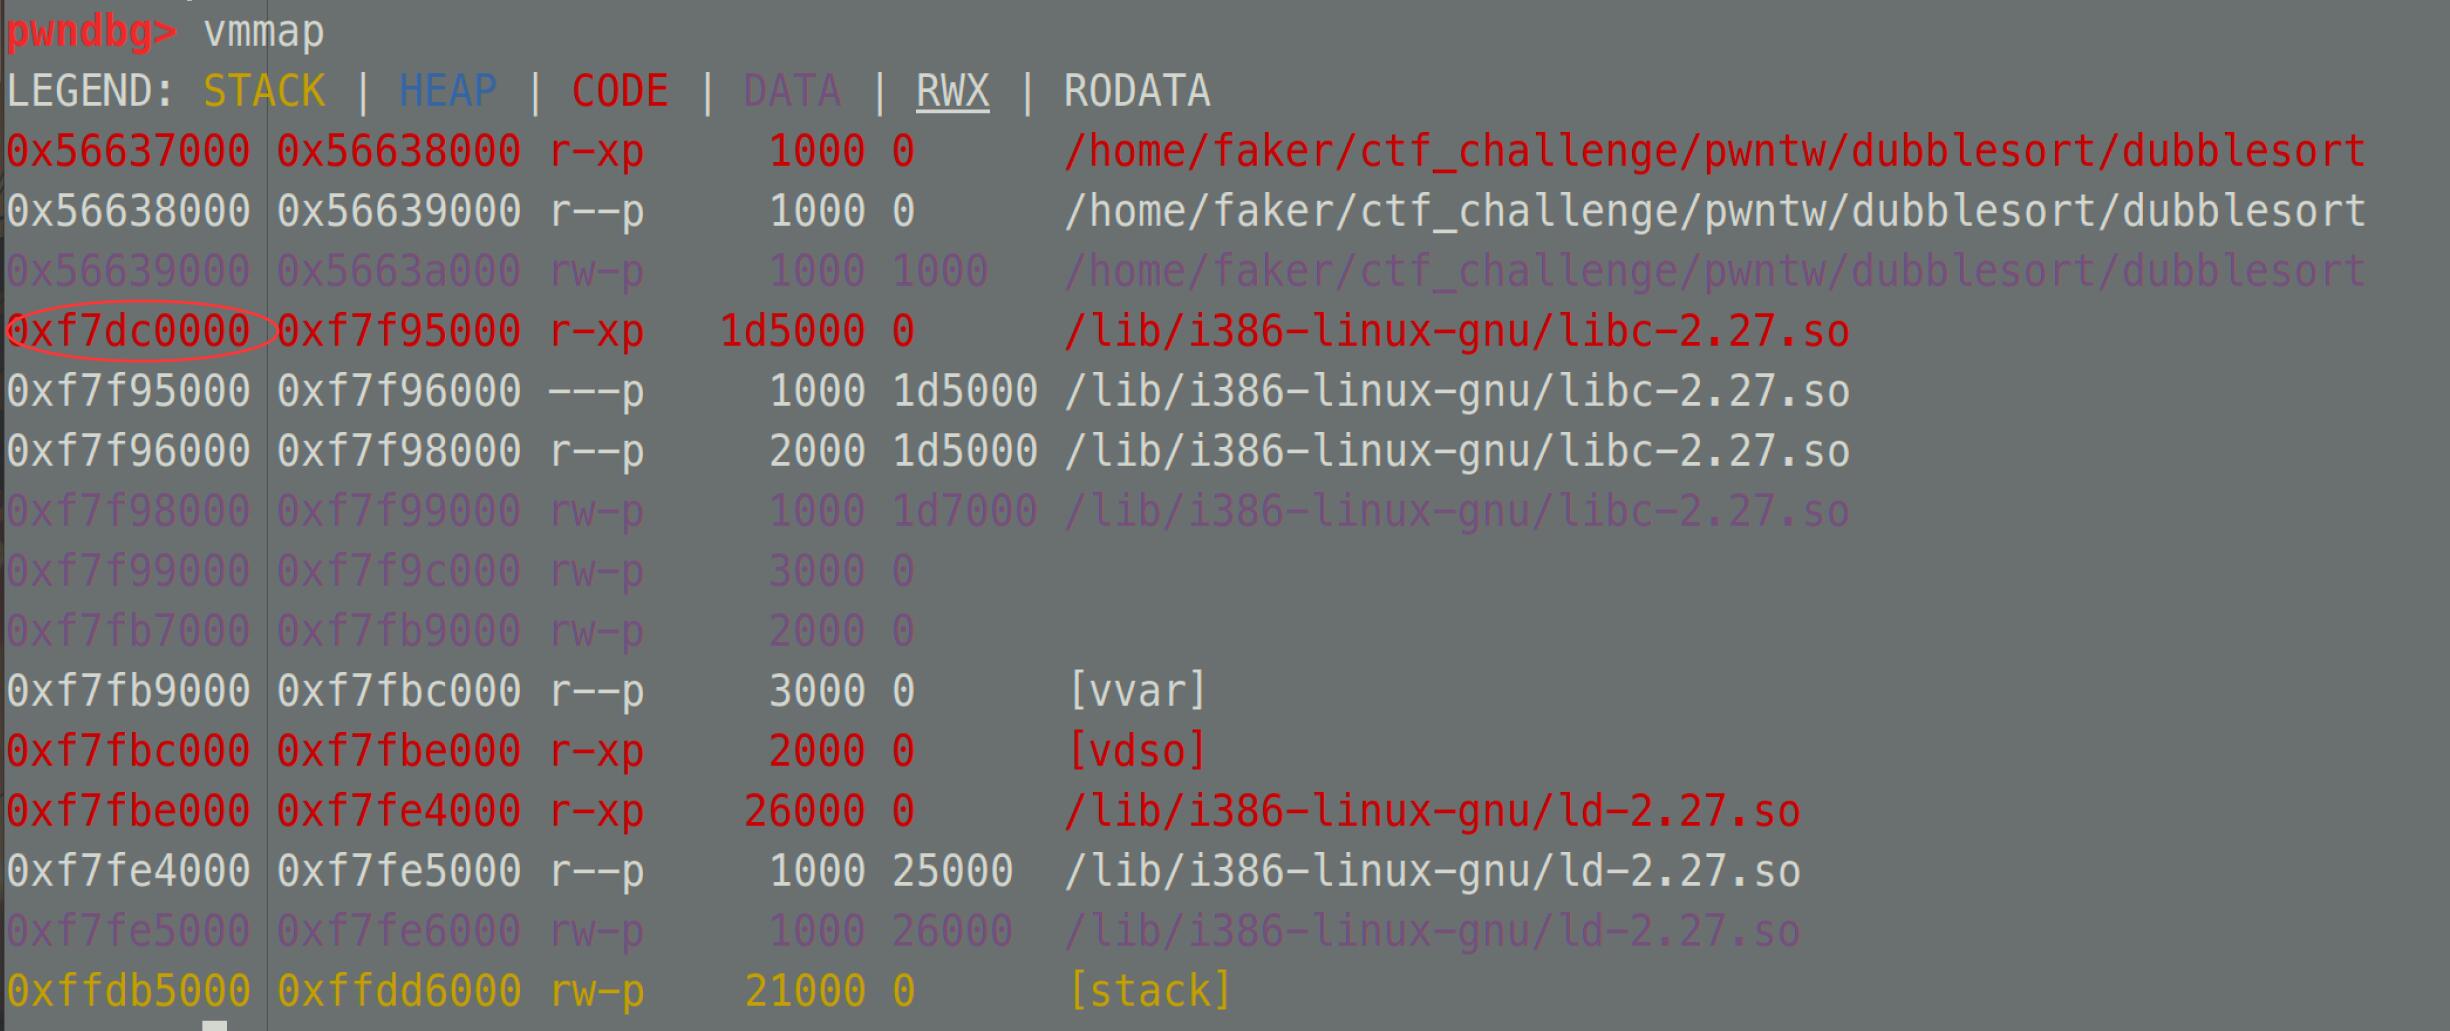 pwndbg> vmmap
LEGEND: STACK | HEAP | CODE | DATA | RWX | RODATA
0x56637000 0x56638000 r-xp     1000 0      /home/faker/ctf_challenge/pwntw/dubblesort/dubblesort
0x56638000 0x56639000 r--p     1000 0      /home/faker/ctf_challenge/pwntw/dubblesort/dubblesort
0x56639000 0x5663a000 rw-p     1000 1000   /home/faker/ctf_challenge/pwntw/dubblesort/dubblesort
0xf7dc0000 0xf7f95000 r-xp   1d5000 0      /lib/i386-linux-gnu/libc-2.27.so
0xf7f95000 0xf7f96000 ---p     1000 1d5000 /lib/i386-linux-gnu/libc-2.27.so
0xf7f96000 0xf7f98000 r--p     2000 1d5000 /lib/i386-linux-gnu/libc-2.27.so
0xf7f98000 0xf7f99000 rw-p     1000 1d7000 /lib/i386-linux-gnu/libc-2.27.so
0xf7f99000 0xf7f9c000 rw-p     3000 0
0xf7fb7000 0xf7fb9000 rw-p     2000 0
0xf7fb9000 0xf7fbc000 r--p     3000 0      [vvar]
0xf7fbc000 0xf7fbe000 r-xp     2000 0      [vdso]
0xf7fbe000 0xf7fe4000 r-xp    26000 0      /lib/i386-linux-gnu/ld-2.27.so
0xf7fe4000 0xf7fe5000 r--p     1000 25000  /lib/i386-linux-gnu/ld-2.27.so
0xf7fe5000 0xf7fe6000 rw-p     1000 26000  /lib/i386-linux-gnu/ld-2.27.so
0xffdb5000 0xffdd6000 rw-p    21000 0      [stack]